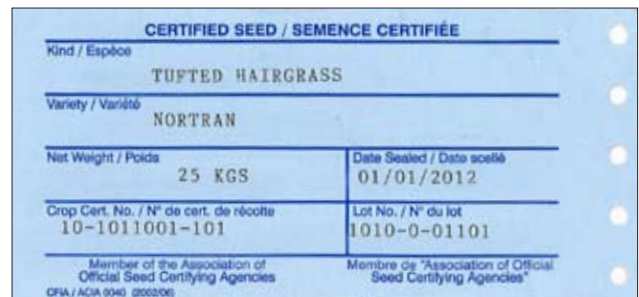 CERTIFIED SEED / SEMENCE CERTIFIÉE
Kind / Espèce
TUFTED HAIRGRASS
Variety / Variété
NORTRAN
Net Weight / Poids
25 KGS
Date Sealed / Date scellé
01/01/2012
Crop Cert. No. / N° de cert. de récolte
10-1011001-101
Lot No. / N° du lot
1010-0-01101
Member of the Association of
Official Seed Certifying Agencies
Membre de "Association of Official
Seed Certifying Agencies"
CFIA / ACIA 0040 (2002/06)